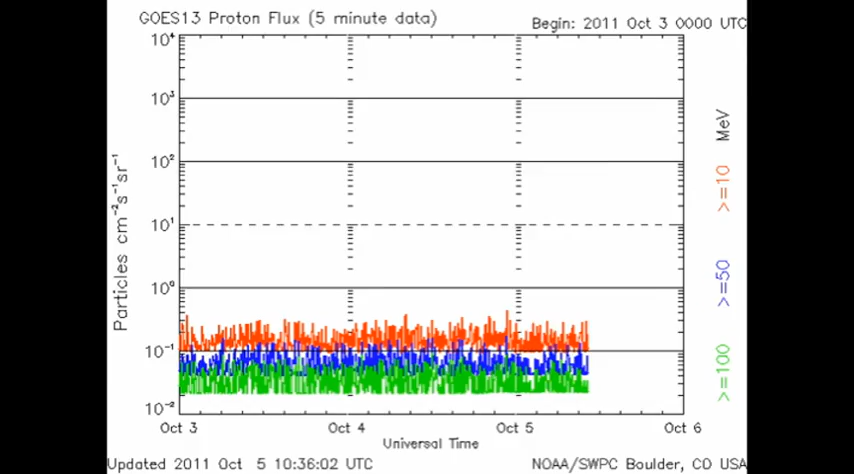 GOES13 Proton Flux (5 minute data)
Begin: 2011 Oct 3 0000 UTC
10⁴
10³
10²
10¹
10⁰
10⁻¹
10⁻²
Particles cm⁻²s⁻¹sr⁻¹
Oct 3
Oct 4
Oct 5
Oct 6
Universal Time
MeV
>=10
>=50
>=100
Updated 2011 Oct 5 10:36:02 UTC
NOAA/SWPC Boulder, CO USA